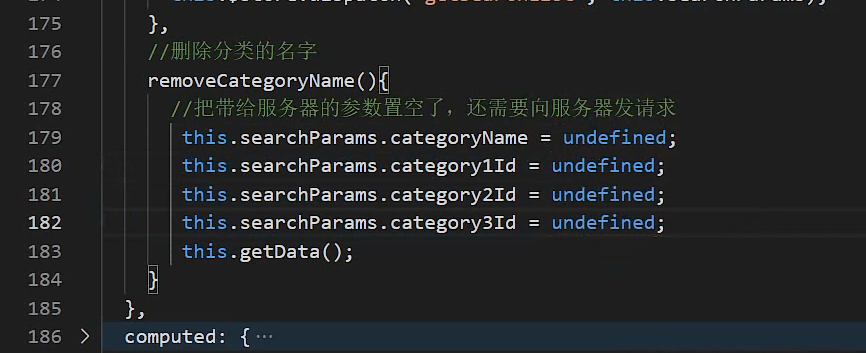 175 },
176 //删除分类的名字
177 removeCategoryName(){
178 //把带给服务器的参数置空了，还需要向服务器发请求
179 this.searchParams.categoryName = undefined;
180 this.searchParams.category1Id = undefined;
181 this.searchParams.category2Id = undefined;
182 this.searchParams.category3Id = undefined;
183 this.getData();
184 }
185 },
186 > computed: {…